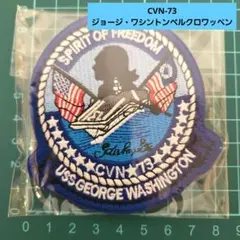 CVN-73
ジョージ・ワシントンベルクロワッペン
SPIRIT OF FREEDOM
CVN★73
USS GEORGE WASHINGTON